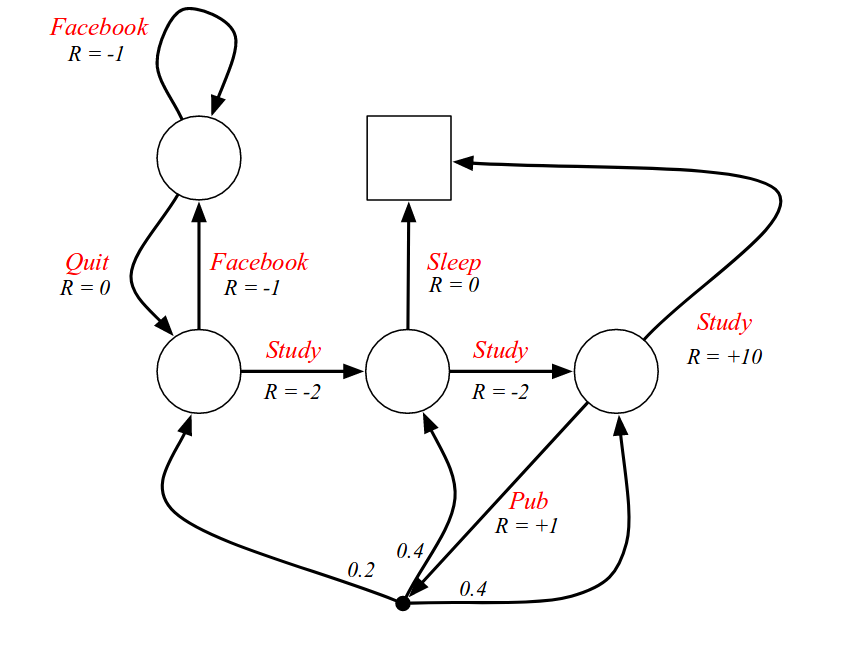 Facebook
R = -1
Quit
R = 0
Facebook
R = -1
Sleep
R = 0
Study
R = +10
Study
R = -2
Study
R = -2
Pub
R = +1
0.4
0.2
0.4